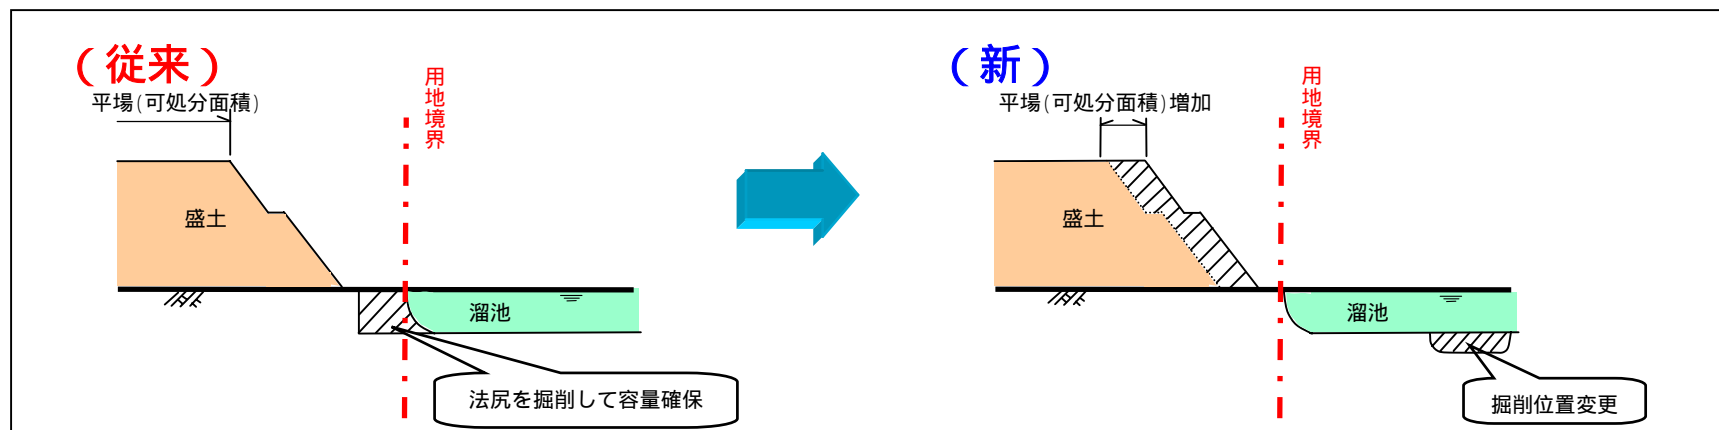 （従来）
平場(可処分面積)
用地境界
盛土
溜池
法尻を掘削して容量確保
（新）
平場(可処分面積)増加
用地境界
盛土
溜池
掘削位置変更